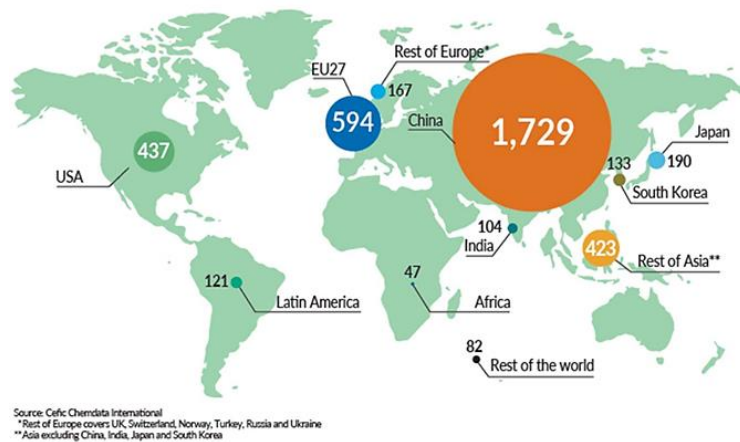 Rest of Europe*
167
EU27
594
China
1,729
Japan
190
437
USA
133
South Korea
104
India
423
Rest of Asia**
121
Latin America
47
Africa
82
Rest of the world
Source: Cefic Chemdata International
*Rest of Europe covers UK, Switzerland, Norway, Turkey, Russia and Ukraine
**Asia excluding China, India, Japan and South Korea